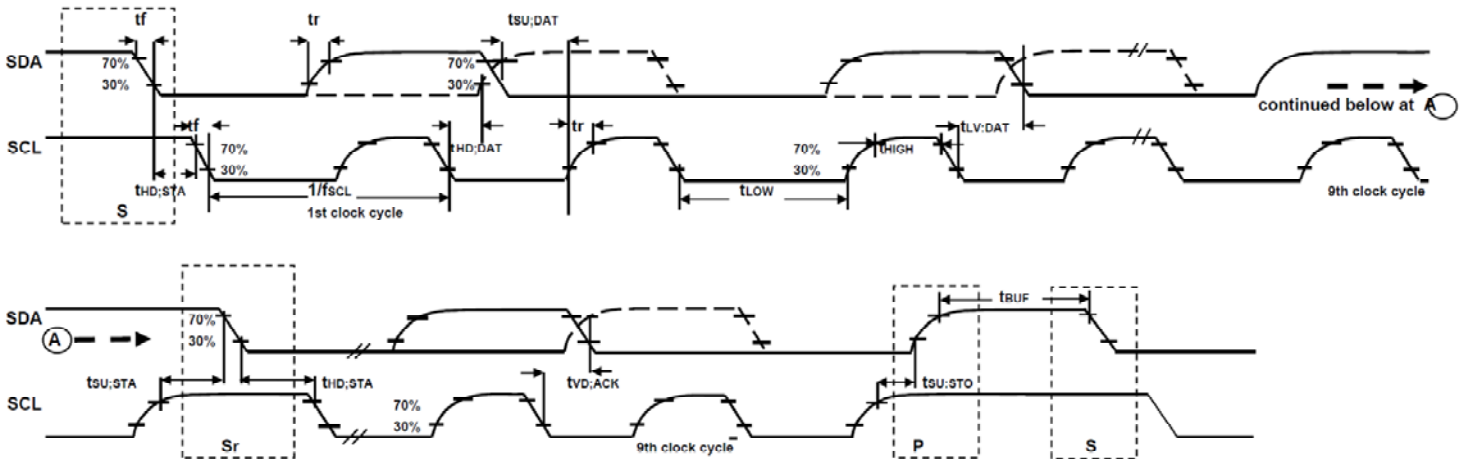 tf tr tSU;DAT
SDA 70% 70%
30% 30%
continued below at A
tf tr tLV:DAT
SCL 70% tHD;DAT 70% tHIGH
30% 30%
tHD;STA 1/fSCL tLOW
S 1st clock cycle 9th clock cycle
tBUF
SDA 70%
A 30%
tSU;STA tHD;STA tVD;ACK tSU:STO
SCL 70%
30%
Sr 9th clock cycle P S